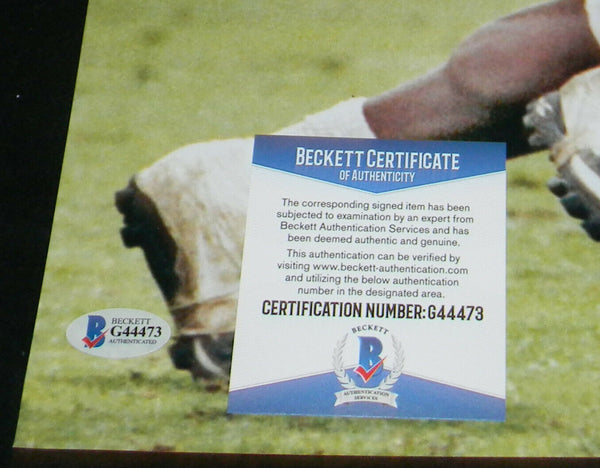 BECKETT CERTIFICATE
OF AUTHENTICITY
The corresponding signed item has been
subjected to examination by an expert from
Beckett Authentication Services and has
been deemed authentic and genuine.
This authentication can be verified by
visiting www.beckett-authentication.com
and utilizing the below authentication
number in the designated area.
CERTIFICATION NUMBER: G44473
BECKETT
B
AUTHENTICATION
SERVICES
B
BECKETT
G44473
AUTHENTICATED